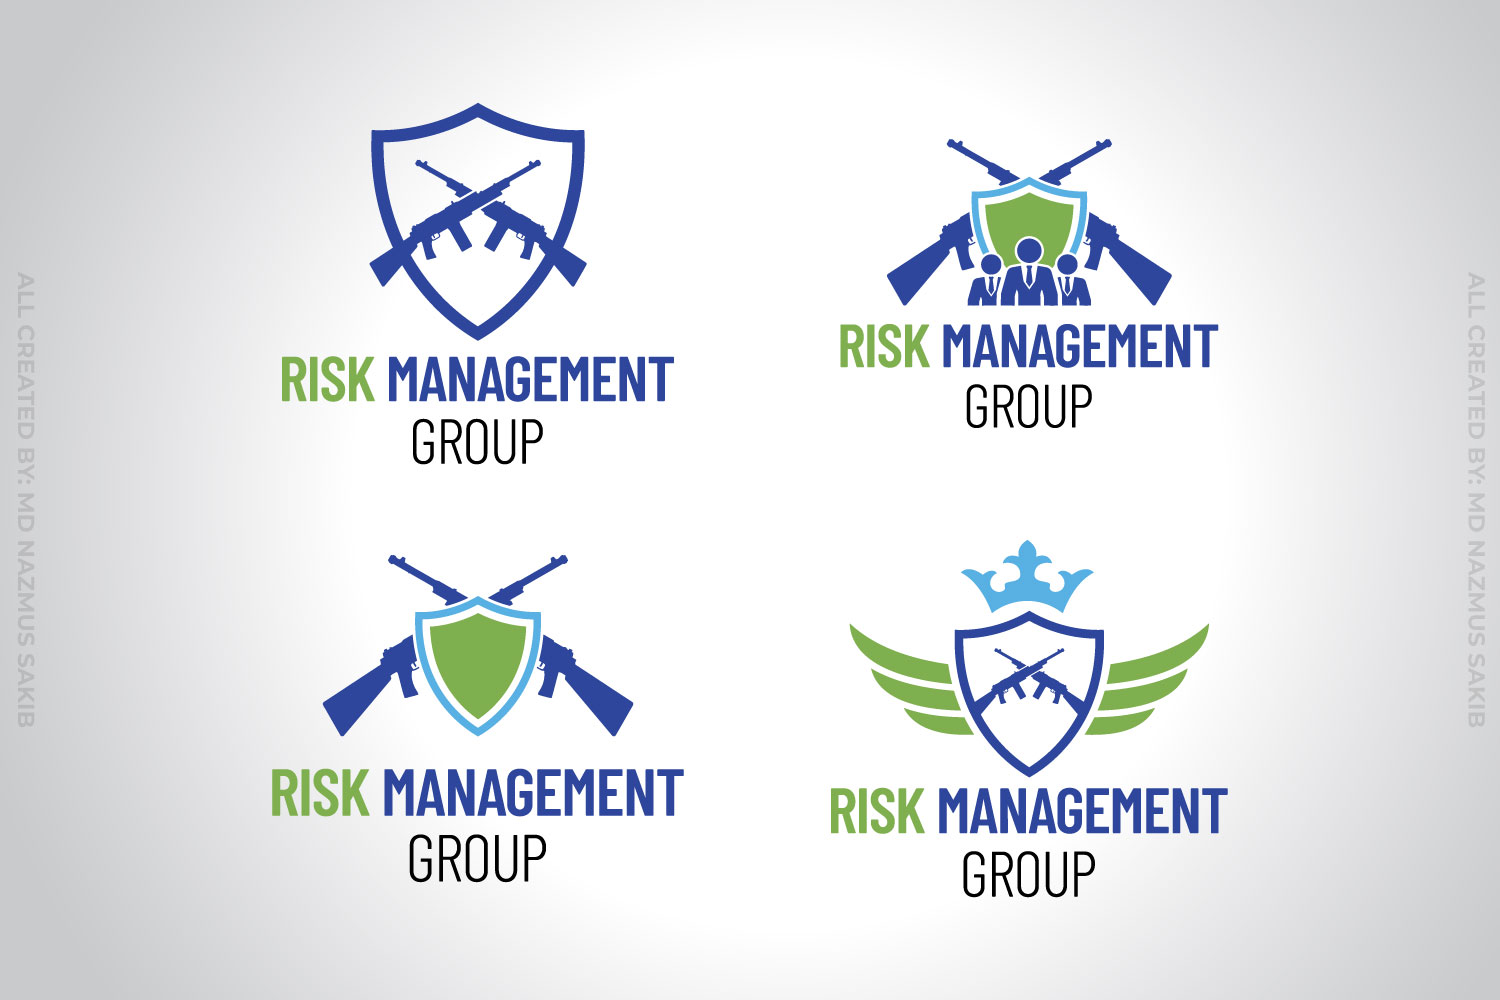 ALL CREATED BY: MD NAZMUS SAKIB
RISK MANAGEMENT
GROUP
RISK MANAGEMENT
GROUP
RISK MANAGEMENT
GROUP
RISK MANAGEMENT
GROUP
ALL CREATED BY: MD NAZMUS SAKIB